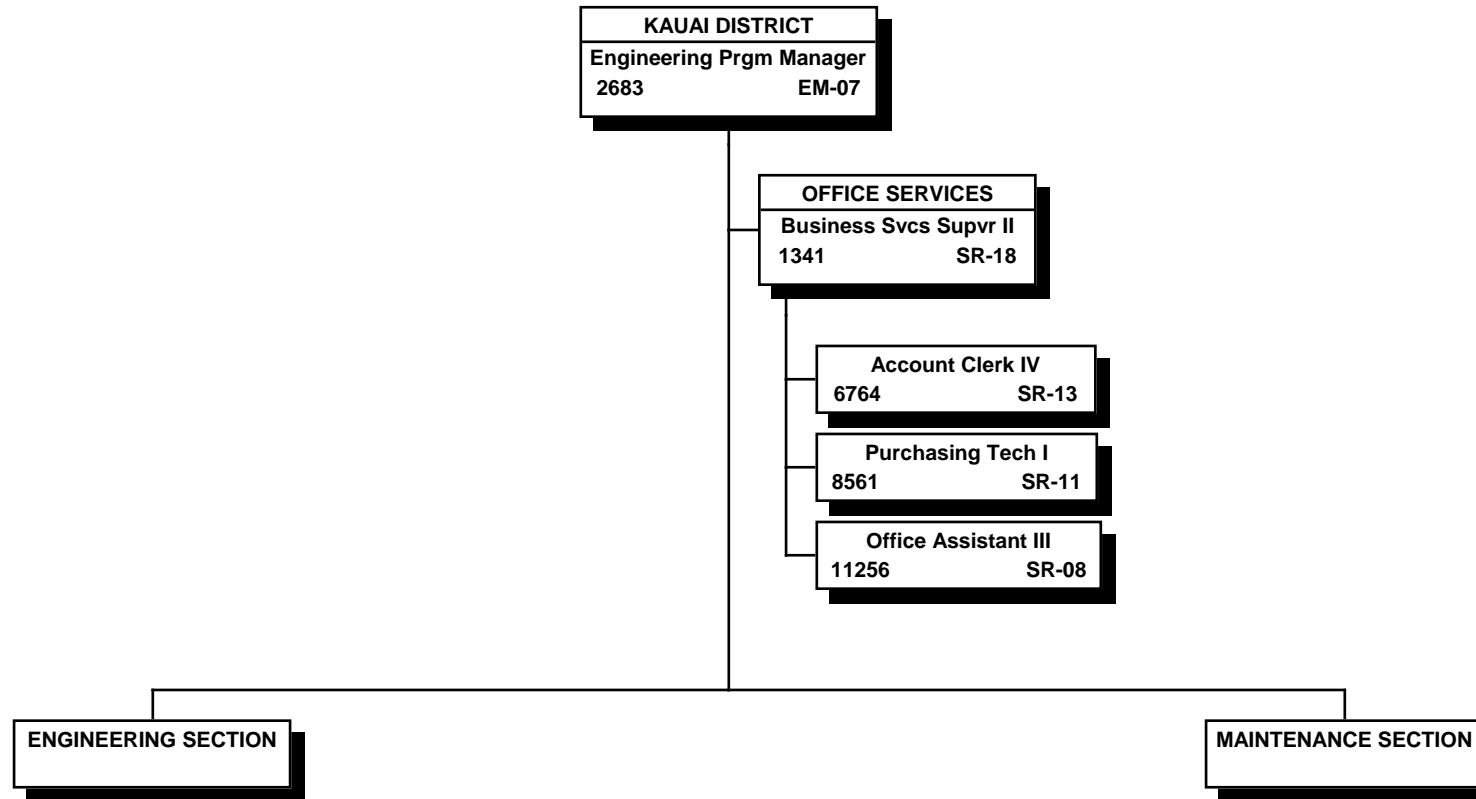 KAUAI DISTRICT
Engineering Prgm Manager
2683 EM-07
OFFICE SERVICES
Business Svcs Supvr II
1341 SR-18
Account Clerk IV
6764 SR-13
Purchasing Tech I
8561 SR-11
Office Assistant III
11256 SR-08
ENGINEERING SECTION
MAINTENANCE SECTION